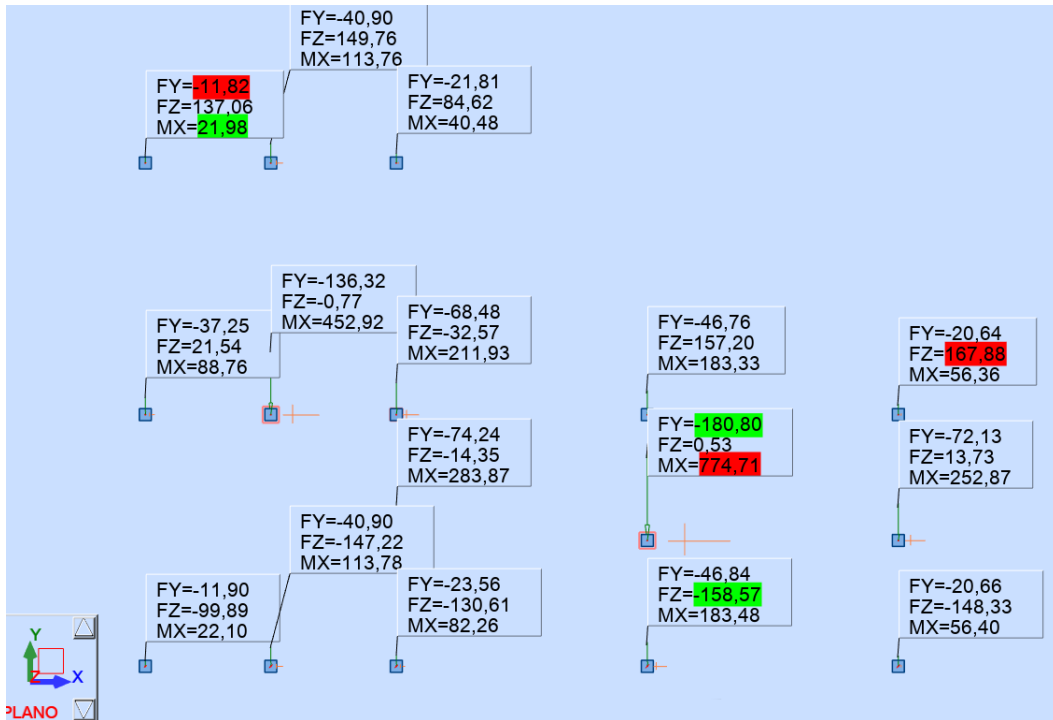 FY=-40,90
FZ=149,76
MX=113,76
FY=-11,82
FZ=137,06
MX=21,98
FY=-21,81
FZ=84,62
MX=40,48
FY=-136,32
FZ=-0,77
MX=452,92
FY=-37,25
FZ=21,54
MX=88,76
FY=-68,48
FZ=-32,57
MX=211,93
FY=-46,76
FZ=157,20
MX=183,33
FY=-20,64
FZ=167,88
MX=56,36
FY=-74,24
FZ=-14,35
MX=283,87
FY=-180,80
FZ=0,53
MX=774,71
FY=-72,13
FZ=13,73
MX=252,87
FY=-40,90
FZ=-147,22
MX=113,78
FY=-11,90
FZ=-99,89
MX=22,10
FY=-23,56
FZ=-130,61
MX=82,26
FY=-46,84
FZ=-158,57
MX=183,48
FY=-20,66
FZ=-148,33
MX=56,40
Y
Z
X
PLANO